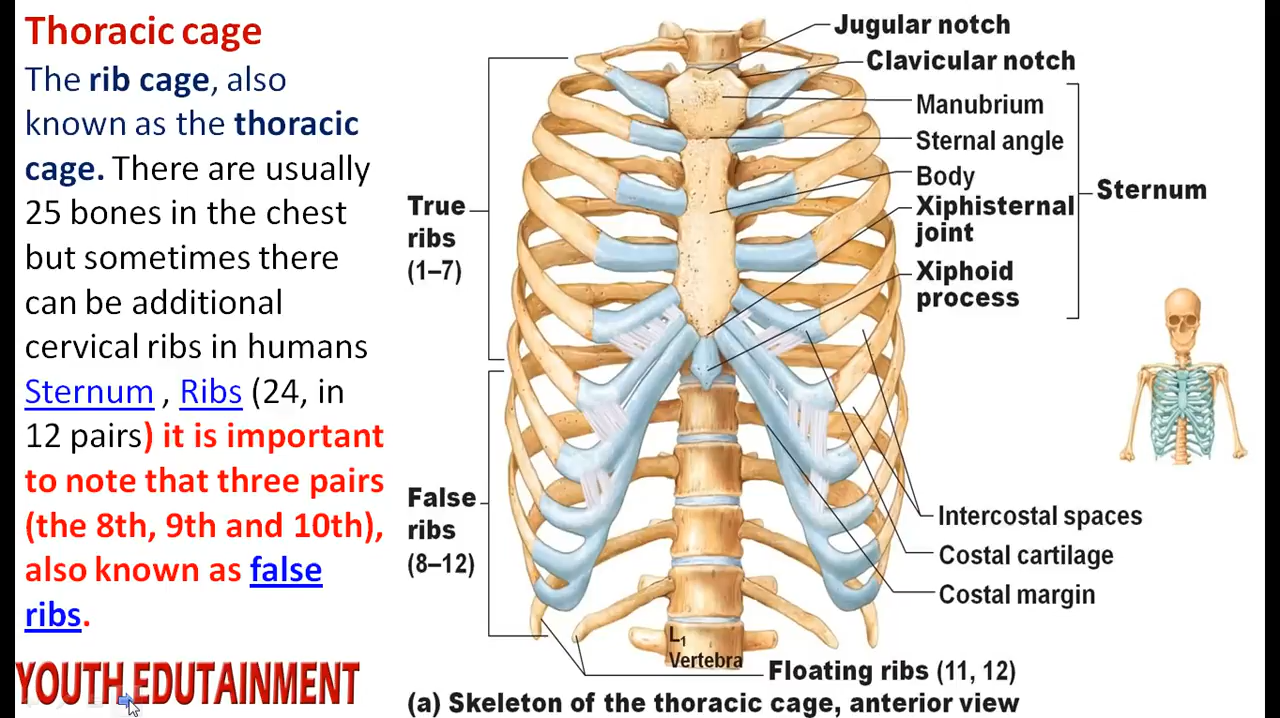 Thoracic cage
The rib cage, also
known as the thoracic
cage. There are usually
25 bones in the chest
but sometimes there
can be additional
cervical ribs in humans
Sternum , Ribs (24, in
12 pairs) it is important
to note that three pairs
(the 8th, 9th and 10th),
also known as false
ribs.
YOUTH EDUTAINMENT
True
ribs
(1–7)
False
ribs
(8–12)
Jugular notch
Clavicular notch
Manubrium
Sternal angle
Body
Xiphisternal
joint
Xiphoid
process
Sternum
Intercostal spaces
Costal cartilage
Costal margin
L1
Vertebra
Floating ribs (11, 12)
(a) Skeleton of the thoracic cage, anterior view